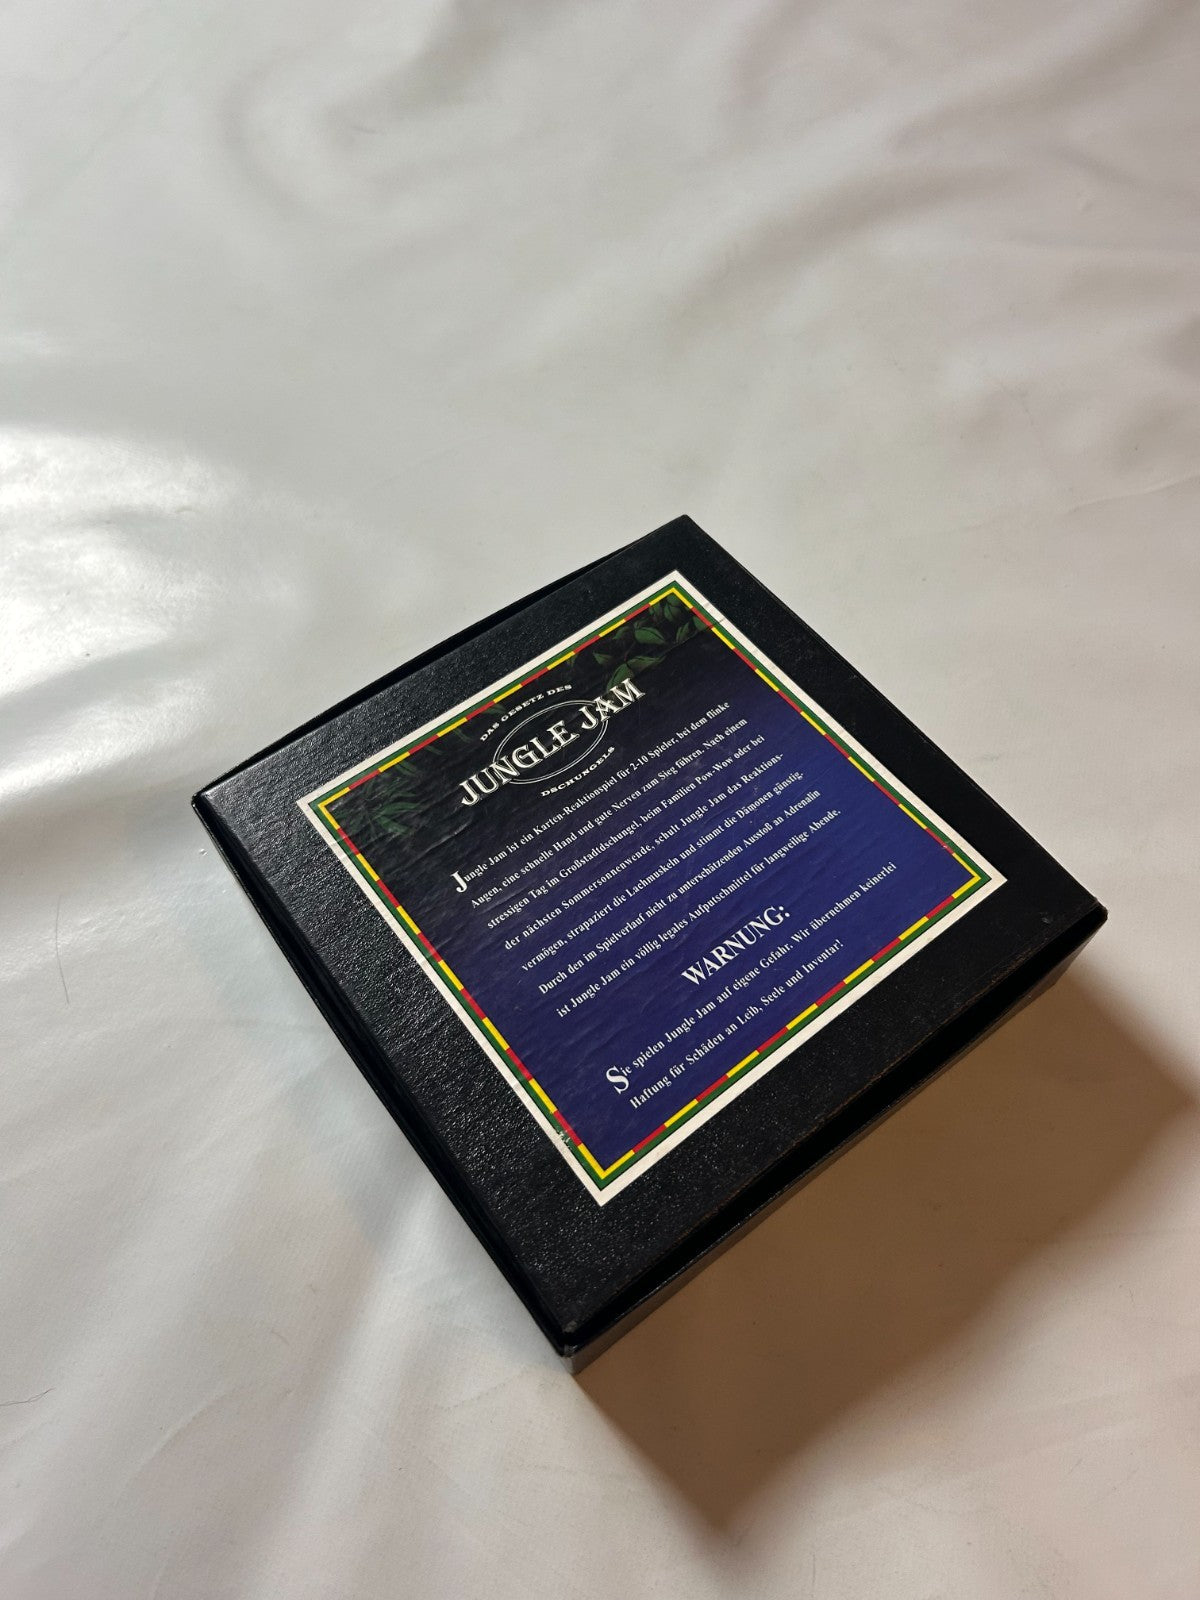 DAS GESETZ DES
JUNGLE JAM
DSCHUNGELS
Jungle Jam ist ein Karten-Reaktionspiel für 2-10 Spieler, bei dem flinke
Augen, eine schnelle Hand und gute Nerven zum Sieg führen. Nach einem
stressigen Tag im Großstadtdschungel, beim Familien Pow-Wow oder bei
der nächsten Sommersonnenwende, schult Jungle Jam das Reaktions-
vermögen, strapaziert die Lachmuskeln und stimmt die Dämonen günstig.
Durch den im Spielverlauf nicht zu unterschätzenden Ausstoß an Adrenalin
ist Jungle Jam ein völlig legales Aufputschmittel für langweilige Abende.
WARNUNG:
Sie spielen Jungle Jam auf eigene Gefahr. Wir übernehmen keinerlei
Haftung für Schäden an Leib, Seele und Inventar!